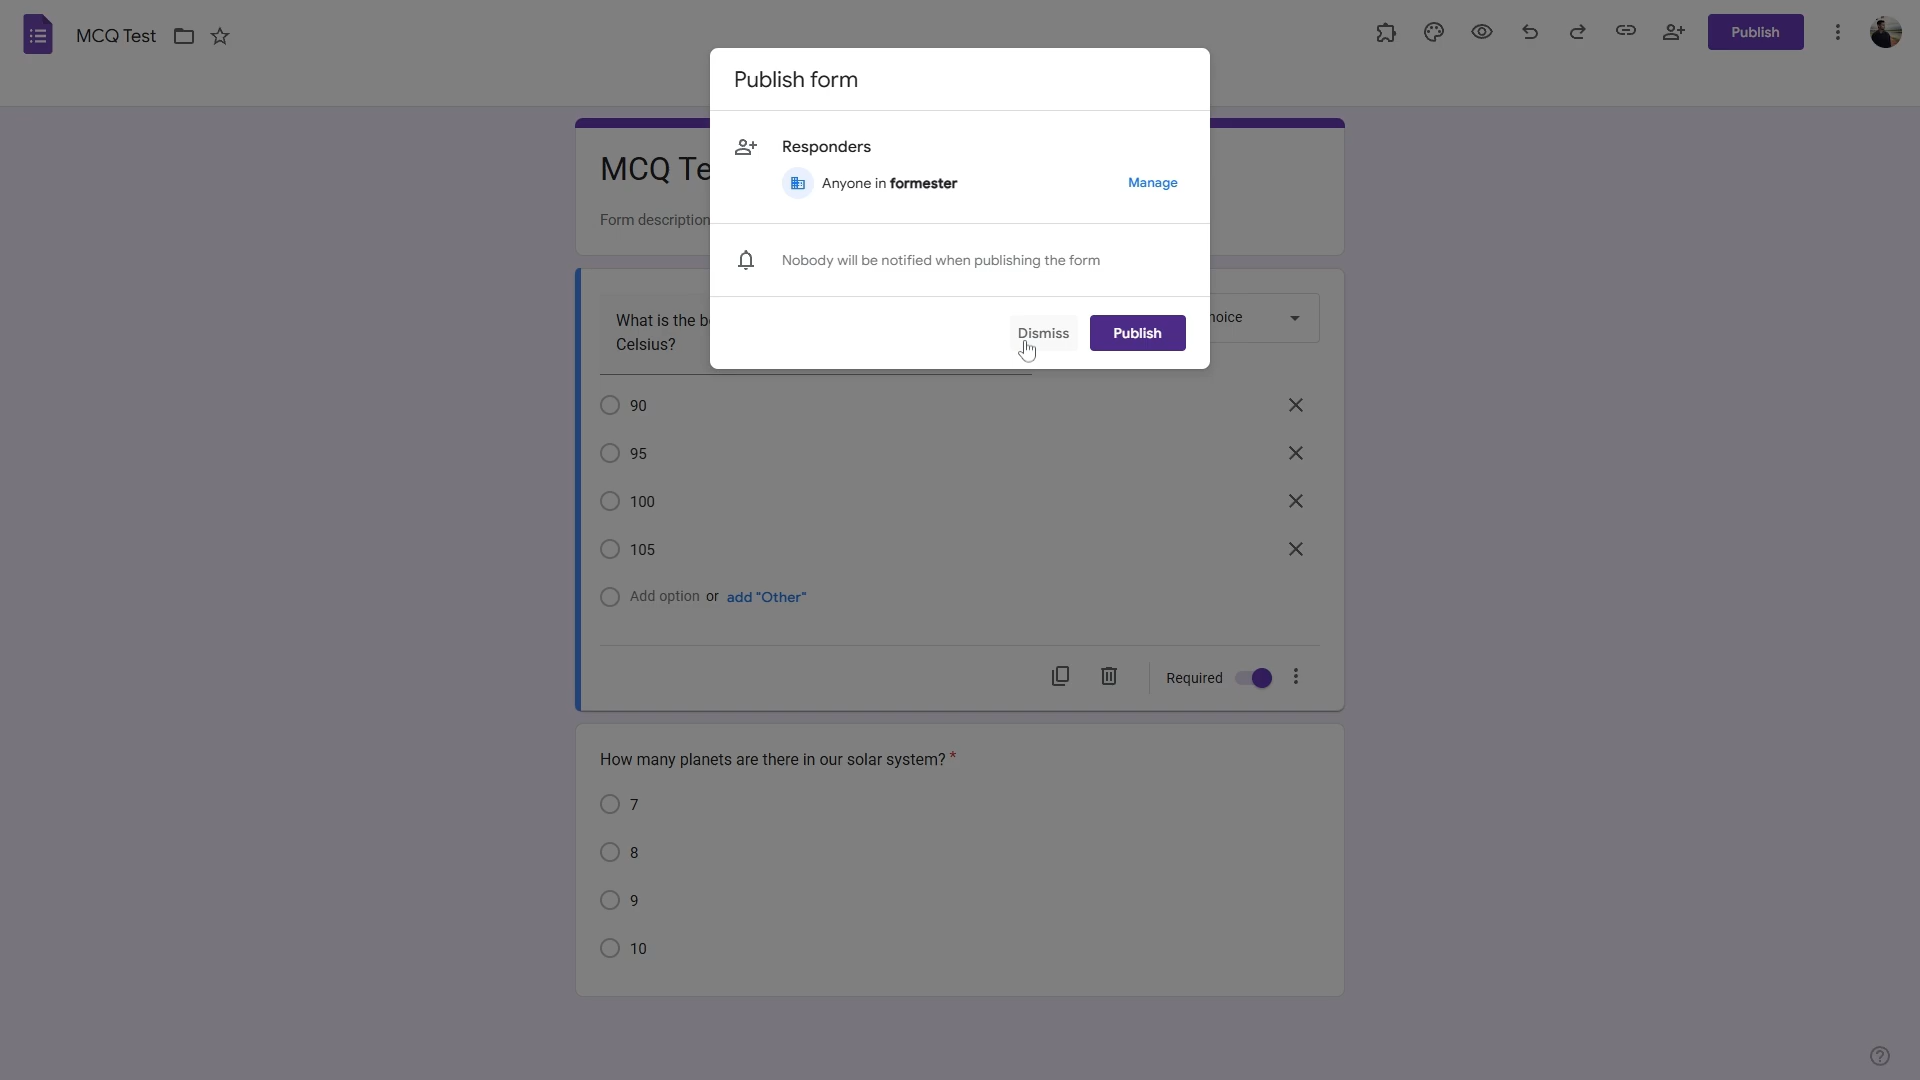 MCQ Test
Publish
Publish form
Responders
Anyone in formester
Manage
Nobody will be notified when publishing the form
Dismiss
Publish
MCQ Te
Form description
What is the b
Celsius?
hoice
90
95
100
105
Add option or add "Other"
Required
How many planets are there in our solar system? *
7
8
9
10